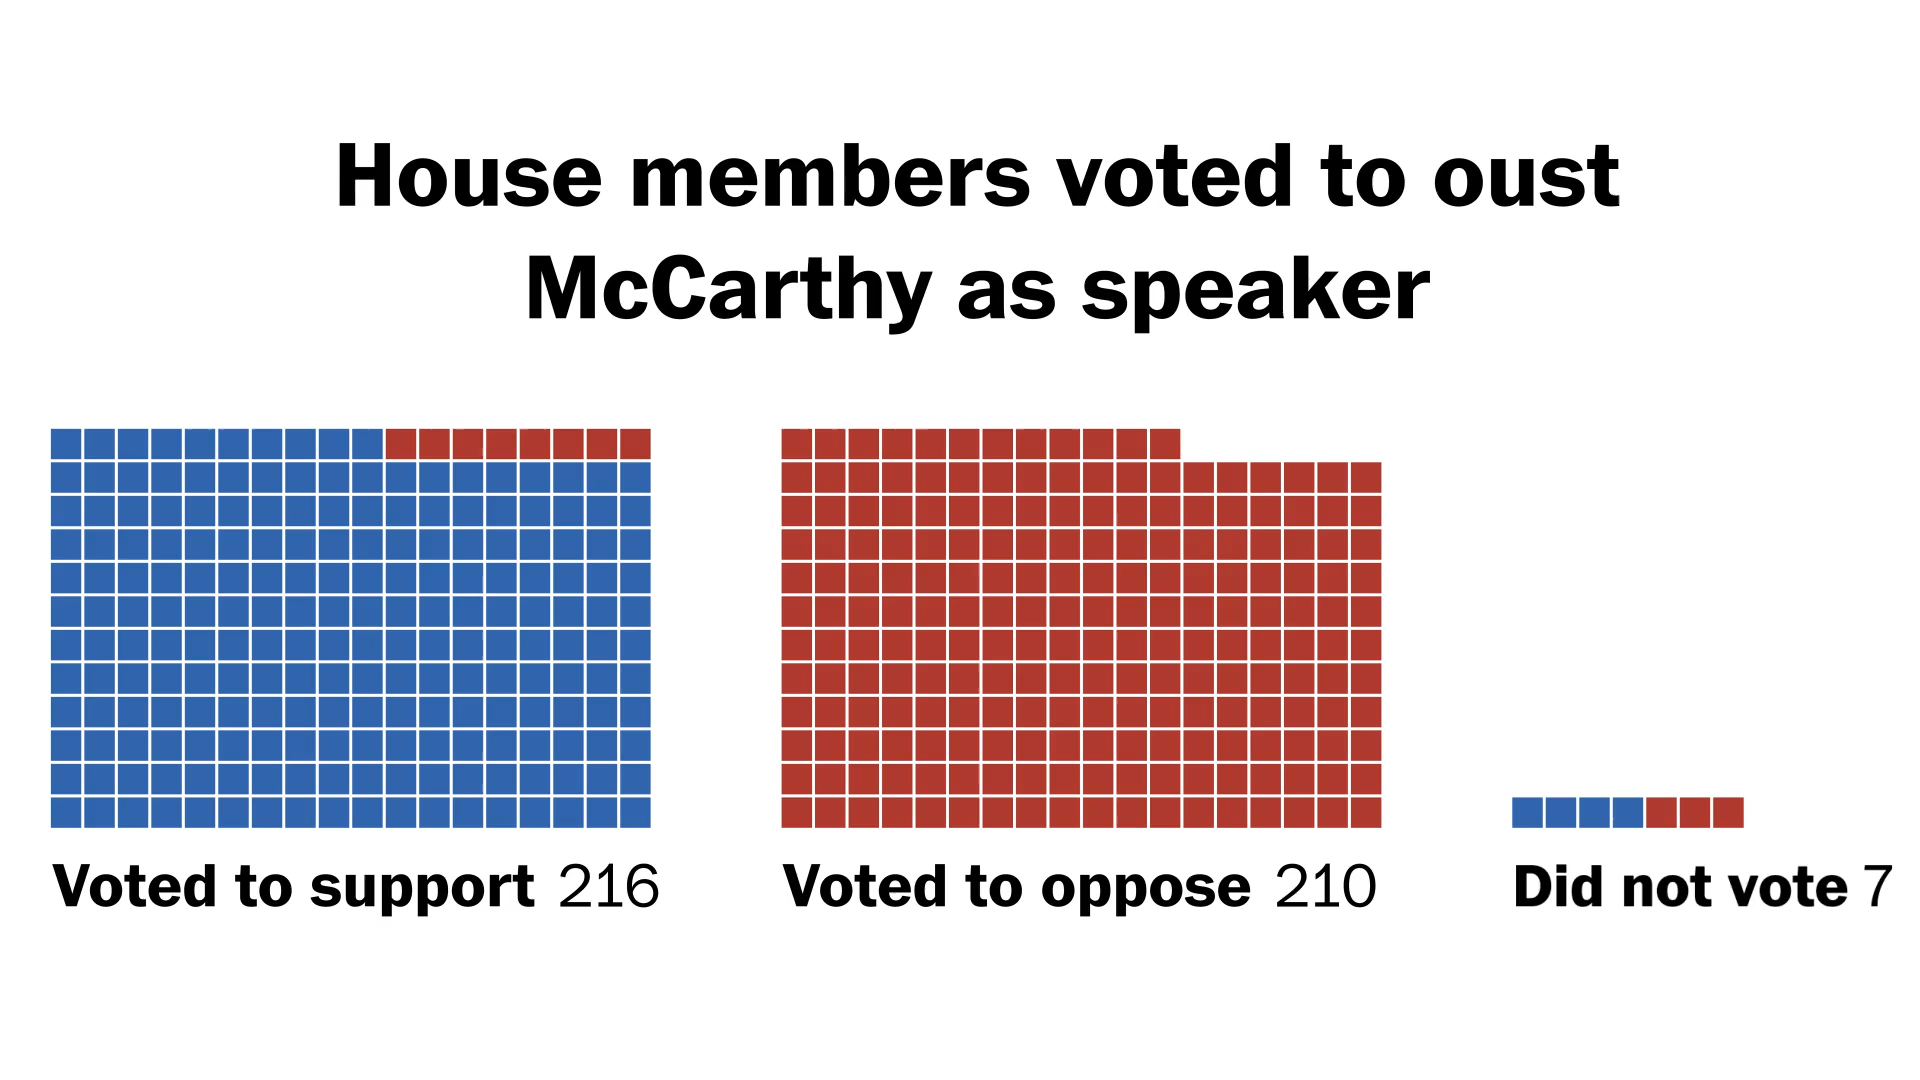 House members voted to oust
McCarthy as speaker
Voted to support 216
Voted to oppose 210
Did not vote 7